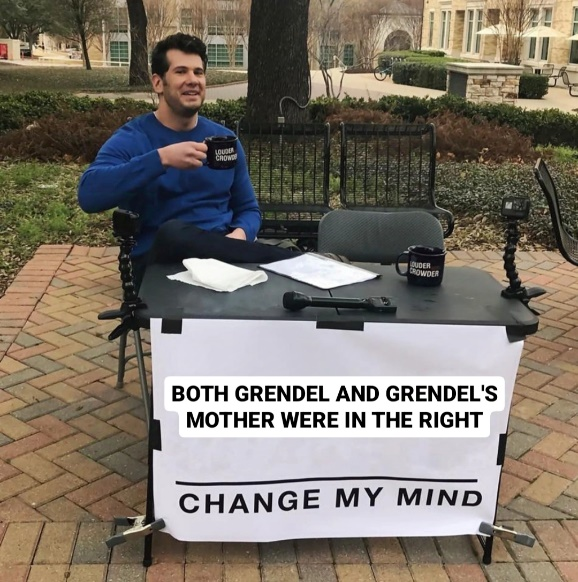 LOUDER
CROWDER
LOUDER
CROWDER
BOTH GRENDEL AND GRENDEL'S
MOTHER WERE IN THE RIGHT
CHANGE MY MIND